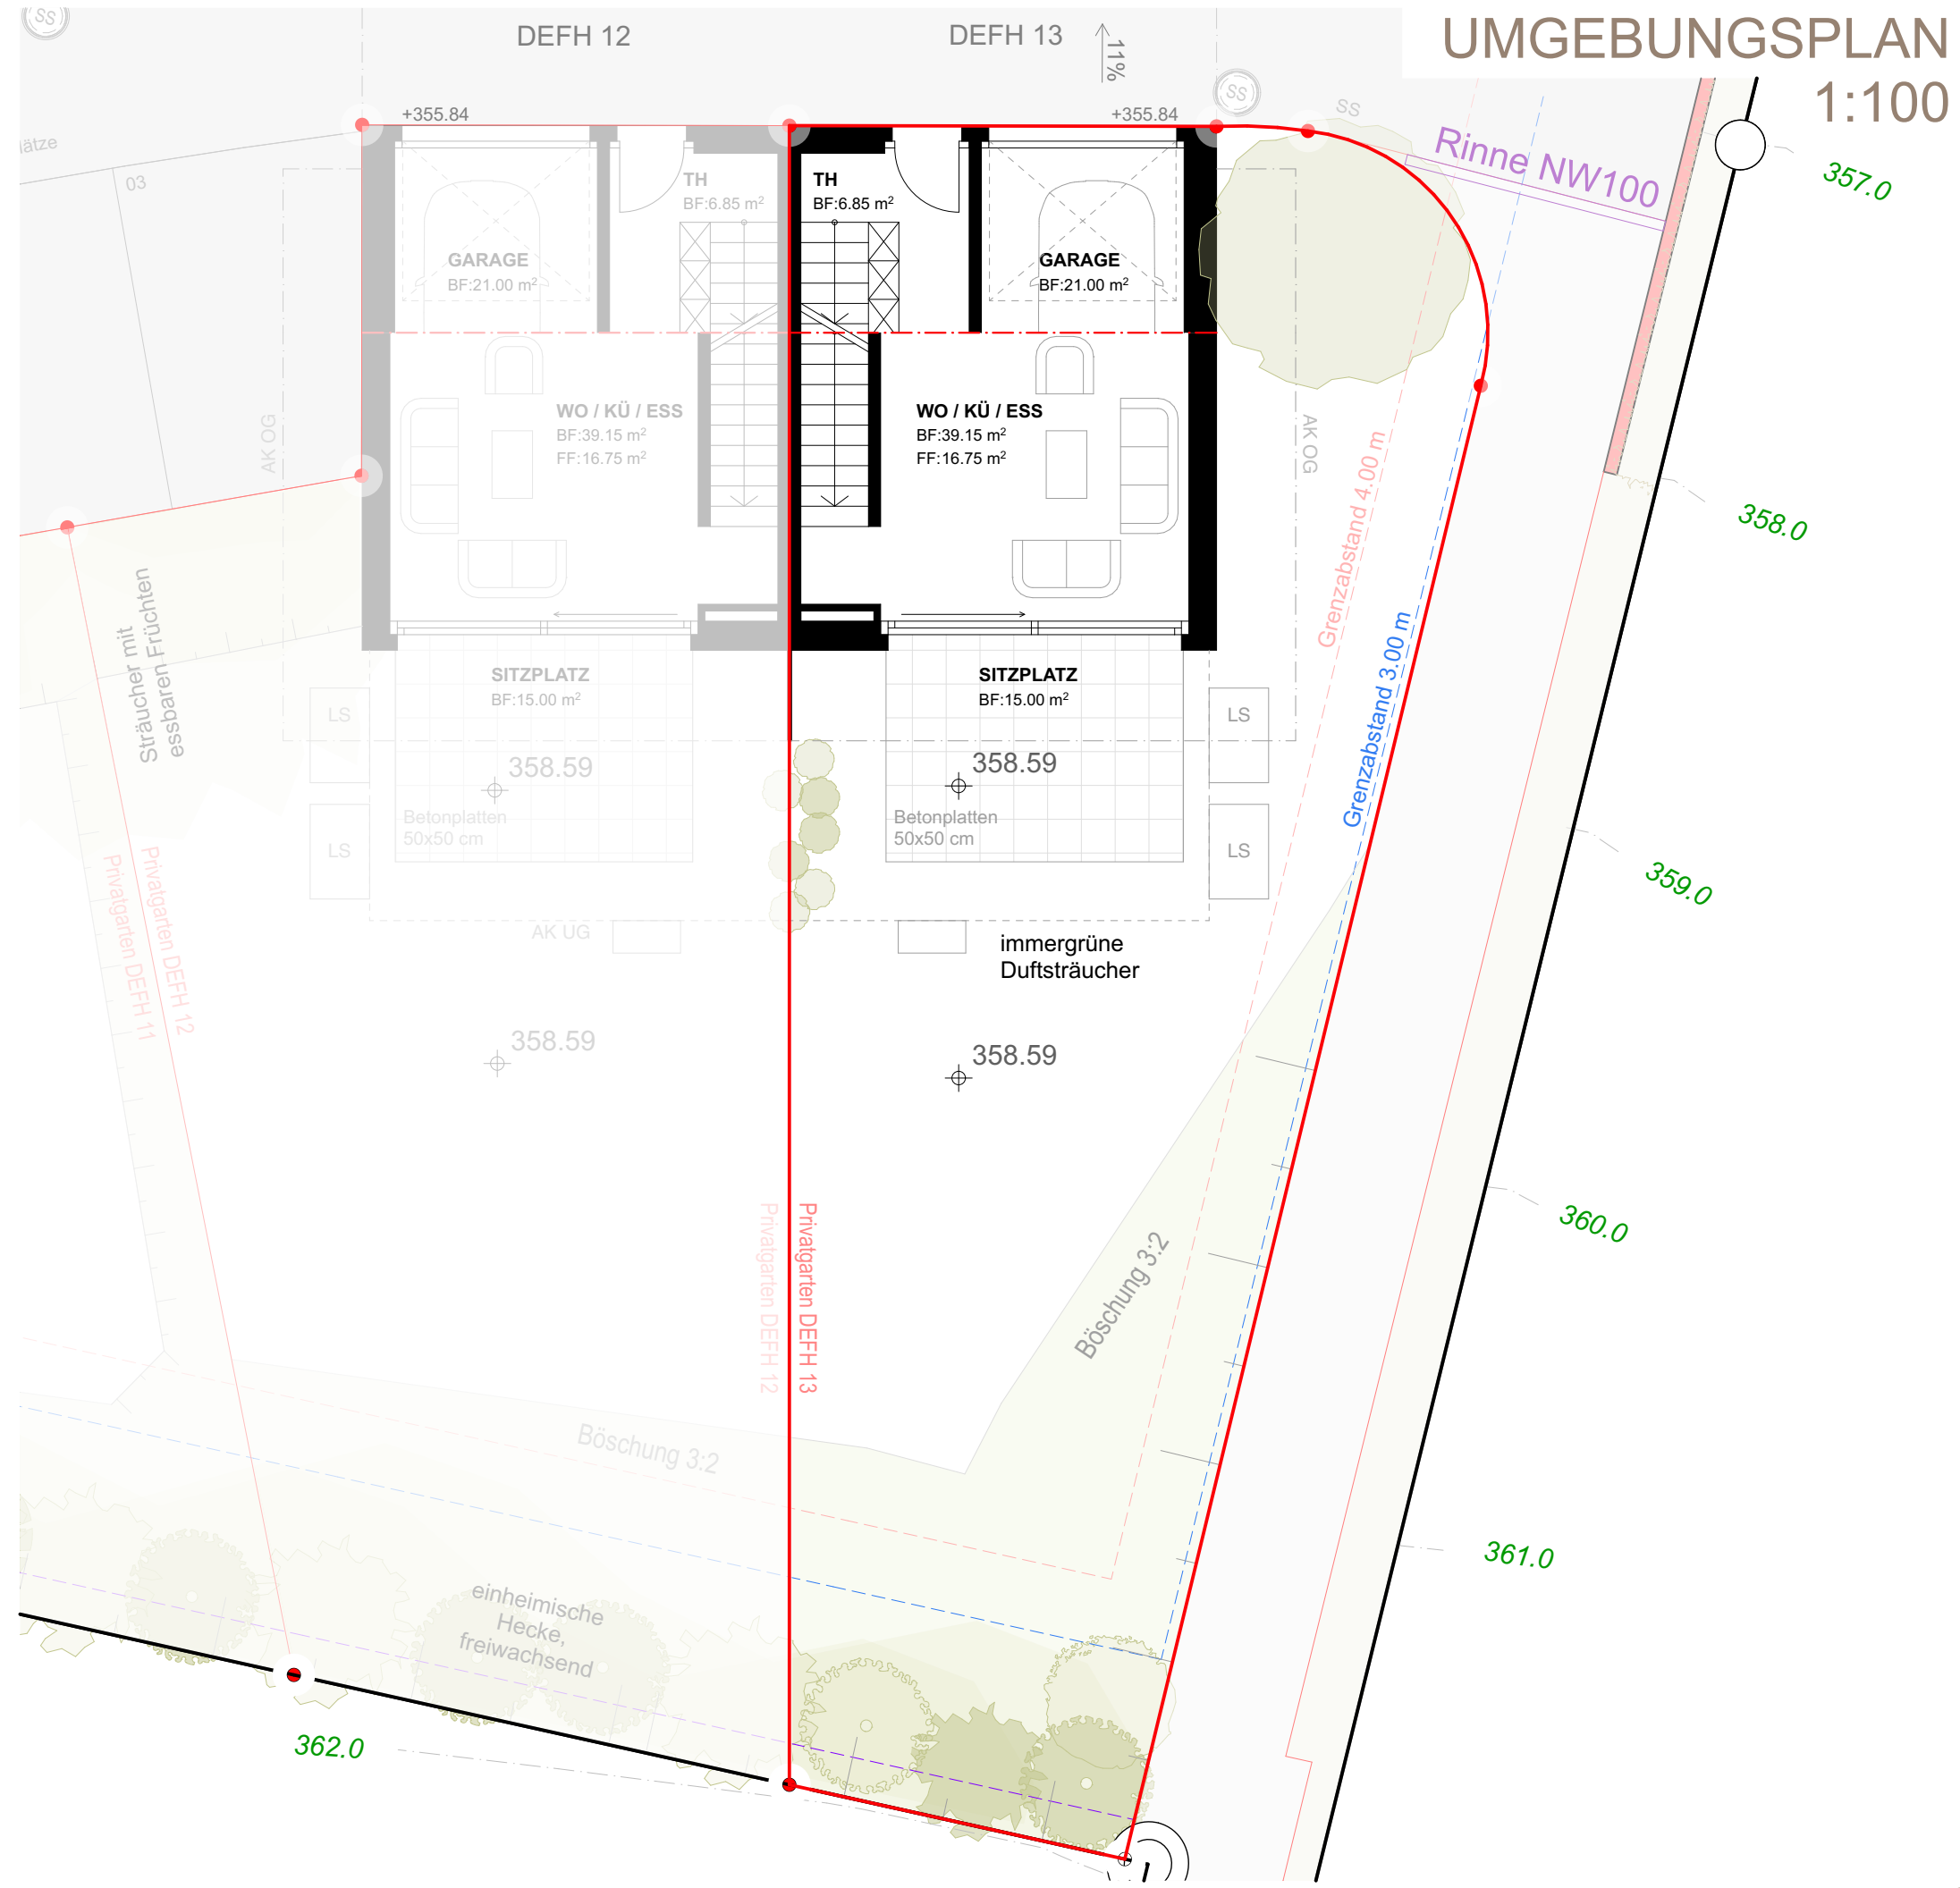 SS
DEFH 12
DEFH 13
11%
UMGEBUNGSPLAN
1:100
+355.84
+355.84
SS
SS
Rinne NW100
357.0
lätze
03
TH
BF:6.85 m²
TH
BF:6.85 m²
GARAGE
BF:21.00 m²
GARAGE
BF:21.00 m²
AK OG
WO / KÜ / ESS
BF:39.15 m²
FF:16.75 m²
WO / KÜ / ESS
BF:39.15 m²
FF:16.75 m²
AK OG
Grenzabstand 4.00 m
358.0
Sträucher mit
essbaren Früchten
SITZPLATZ
BF:15.00 m²
SITZPLATZ
BF:15.00 m²
Grenzabstand 3.00 m
LS
LS
358.59
358.59
Betonplatten
50x50 cm
Betonplatten
50x50 cm
LS
LS
359.0
Privatgarten DEFH 12
Privatgarten DEFH 11
AK UG
immergrüne
Duftsträucher
358.59
358.59
Privatgarten DEFH 13
Privatgarten DEFH 12
360.0
Böschung 3:2
Böschung 3:2
361.0
einheimische
Hecke,
freiwachsend
362.0